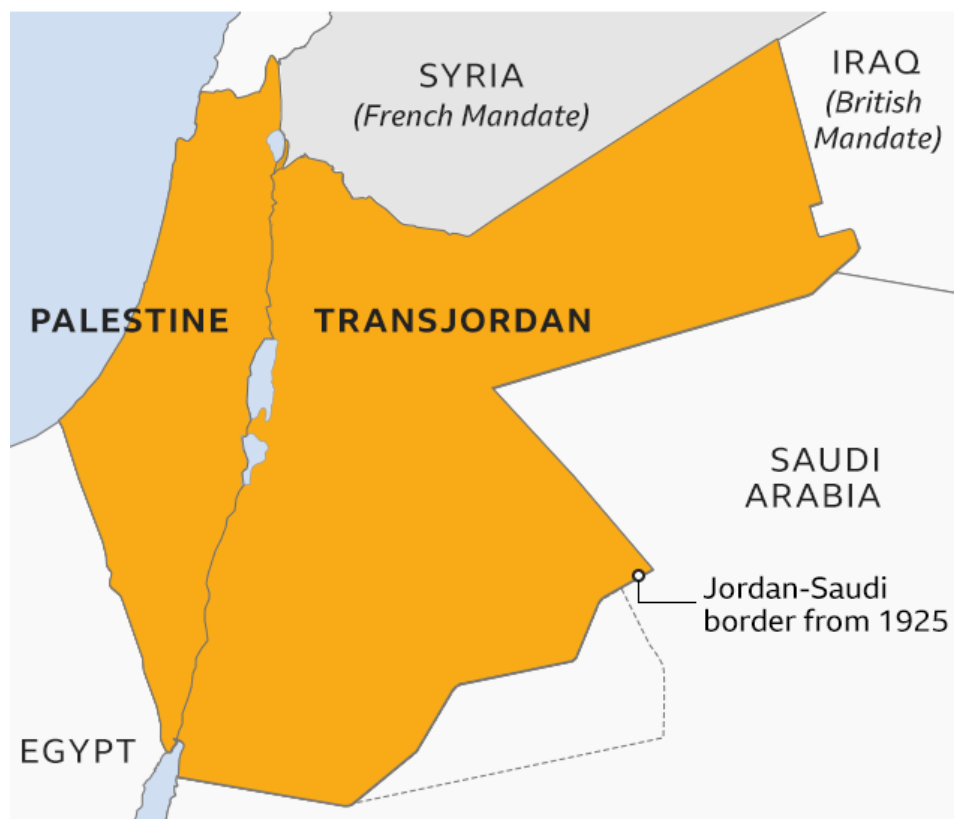 SYRIA
(French Mandate)
IRAQ
(British
Mandate)
PALESTINE
TRANSJORDAN
SAUDI
ARABIA
Jordan-Saudi
border from 1925
EGYPT